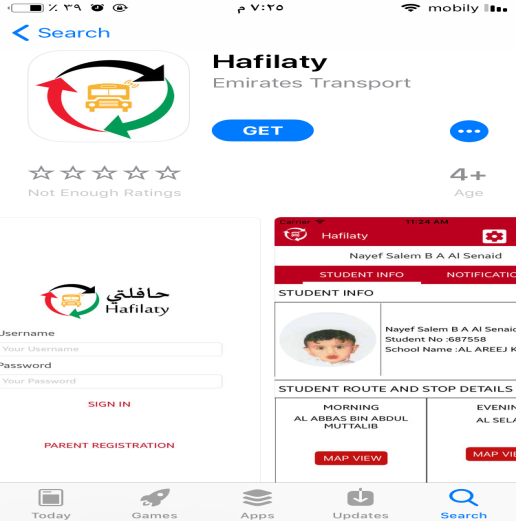 ٪ ٣٩
٧:٢٥ م
mobily
Search
Hafilaty
Emirates Transport
GET
Not Enough Ratings
4+
Age
حافلتي
Hafilaty
Username
Your Username
Password
Your Password
SIGN IN
PARENT REGISTRATION
Carrier
11:24 AM
Hafilaty
Nayef Salem B A Al Senaid
STUDENT INFO
NOTIFICATIO
STUDENT INFO
Nayef Salem B A Al Senaid
Student No :687558
School Name :AL AREEJ K
STUDENT ROUTE AND STOP DETAILS
MORNING
AL ABBAS BIN ABDUL
MUTTALIB
MAP VIEW
EVENIN
AL SELA
MAP VIE
Today
Games
Apps
Updates
Search